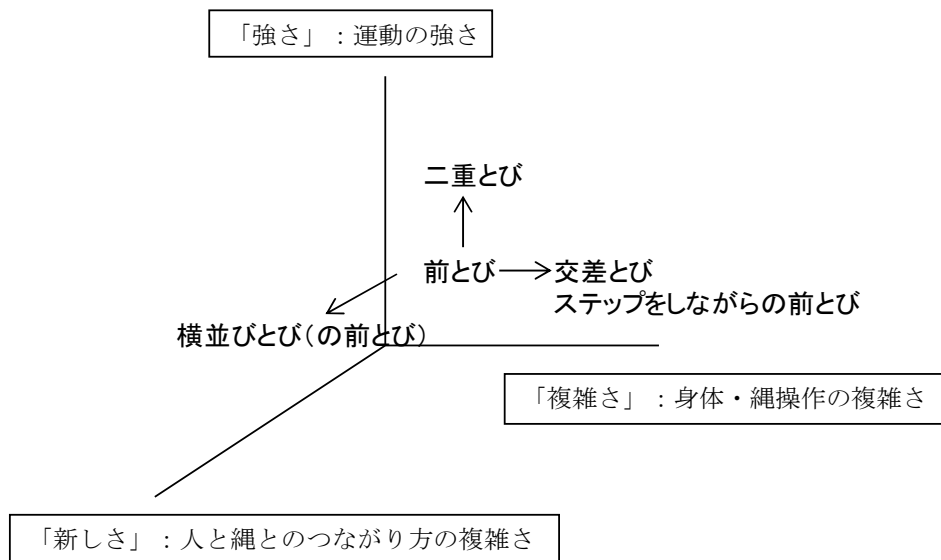 「強さ」：運動の強さ
二重とび
前とび
交差とび
ステップをしながらの前とび
横並びとび（の前とび）
「複雑さ」：身体・縄操作の複雑さ
「新しさ」：人と縄とのつながり方の複雑さ